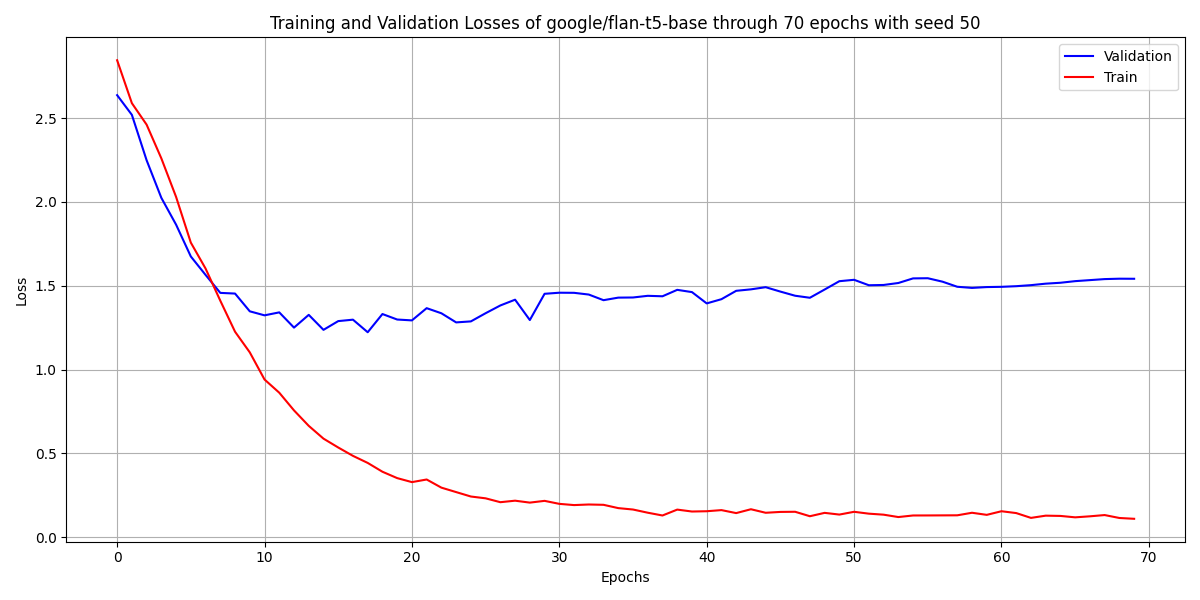 Training and Validation Losses of google/flan-t5-base through 70 epochs with seed 50
Validation
Train
Loss
2.5
2.0
1.5
1.0
0.5
0.0
0
10
20
30
40
50
60
70
Epochs